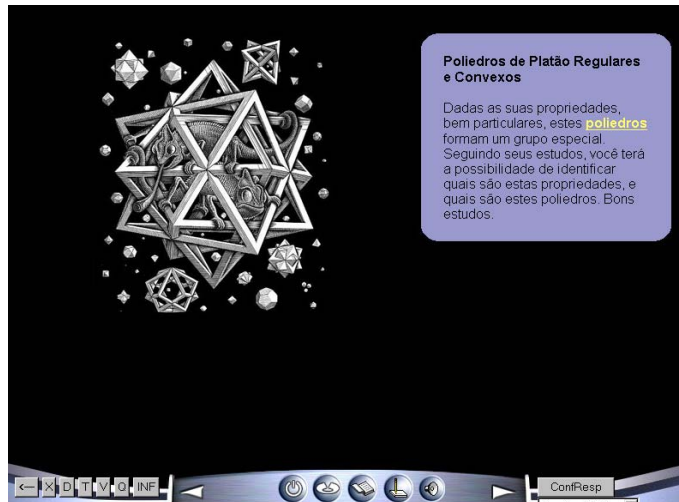 Poliedros de Platão Regulares
e Convexos
Dadas as suas propriedades,
bem particulares, estes poliedros
formam um grupo especial.
Seguindo seus estudos, você terá
a possibilidade de identificar
quais são estas propriedades, e
quais são estes poliedros. Bons
estudos.
X D T V Q INF ConfResp